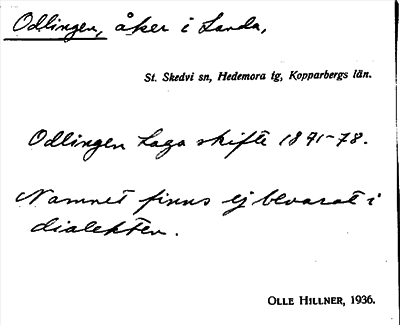 Odlingen, åker i Landa,
St. Skedvi sn, Hedemora tg, Kopparbergs län.
Odlingen Laga skifte 1871-78.
Namnet finns ej bevarat i
dialekten.
OLLE HILLNER, 1936.